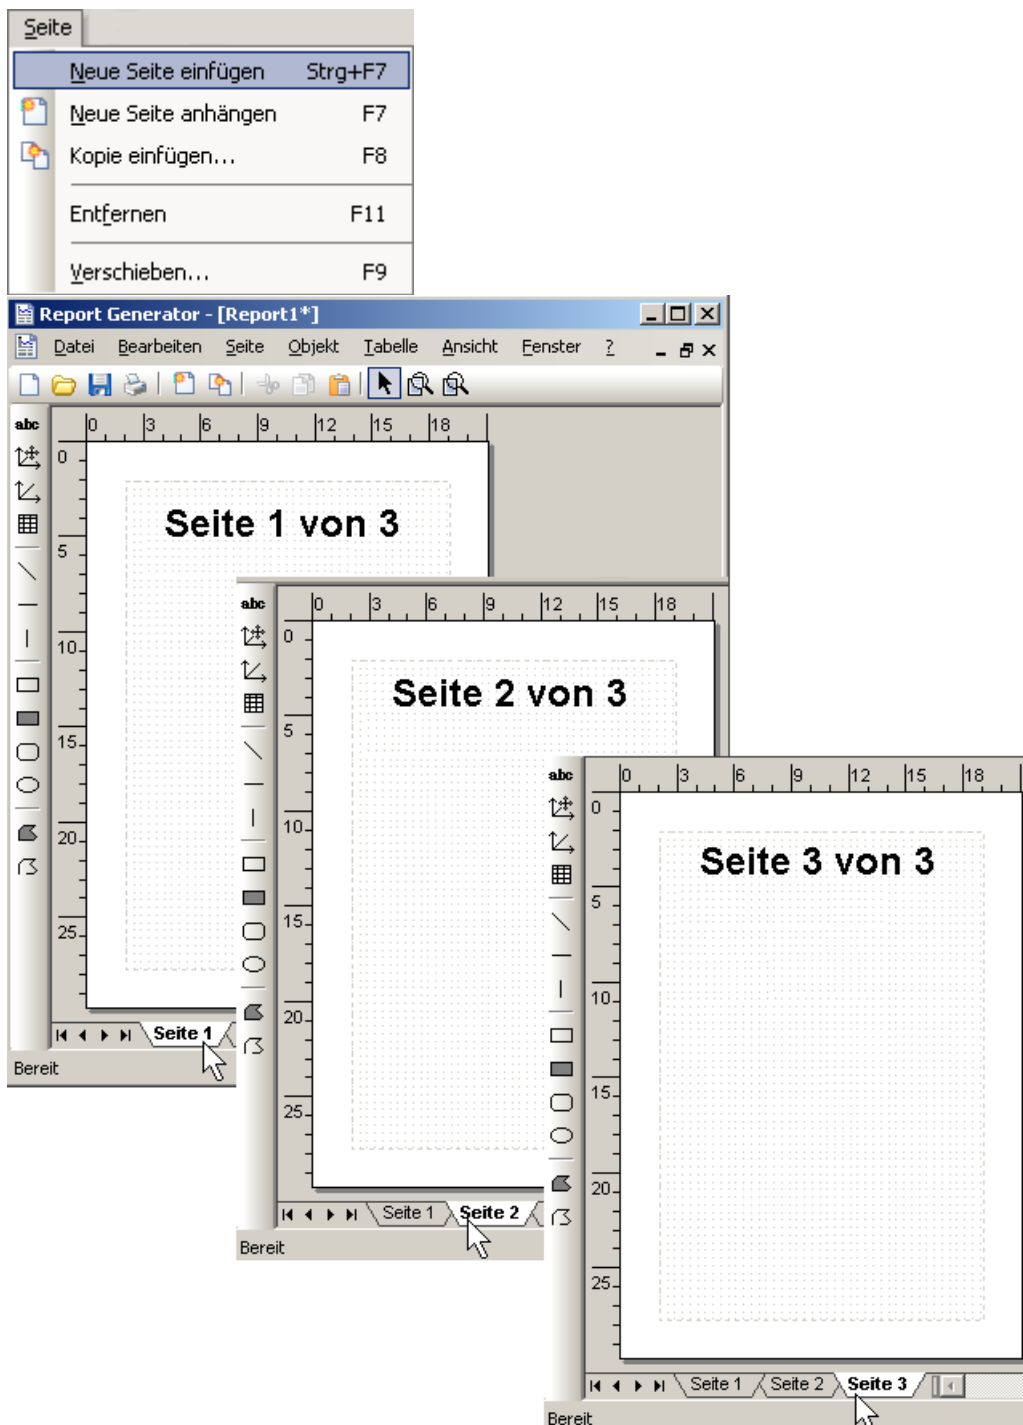 Seite
Neue Seite einfügen Strg+F7
Neue Seite anhängen F7
Kopie einfügen... F8
Entfernen F11
Verschieben... F9
Report Generator - [Report1*]
Datei Bearbeiten Seite Objekt Tabelle Ansicht Fenster ?
abc
0 3 6 9 12 15 18
0
5
10
15
20
25
Seite 1 von 3
Seite 1
Bereit
abc
0 3 6 9 12 15 18
0
5
10
15
20
25
Seite 2 von 3
Seite 1 Seite 2
Bereit
abc
0 3 6 9 12 15 18
0
5
10
15
20
25
Seite 3 von 3
Seite 1 Seite 2 Seite 3
Bereit